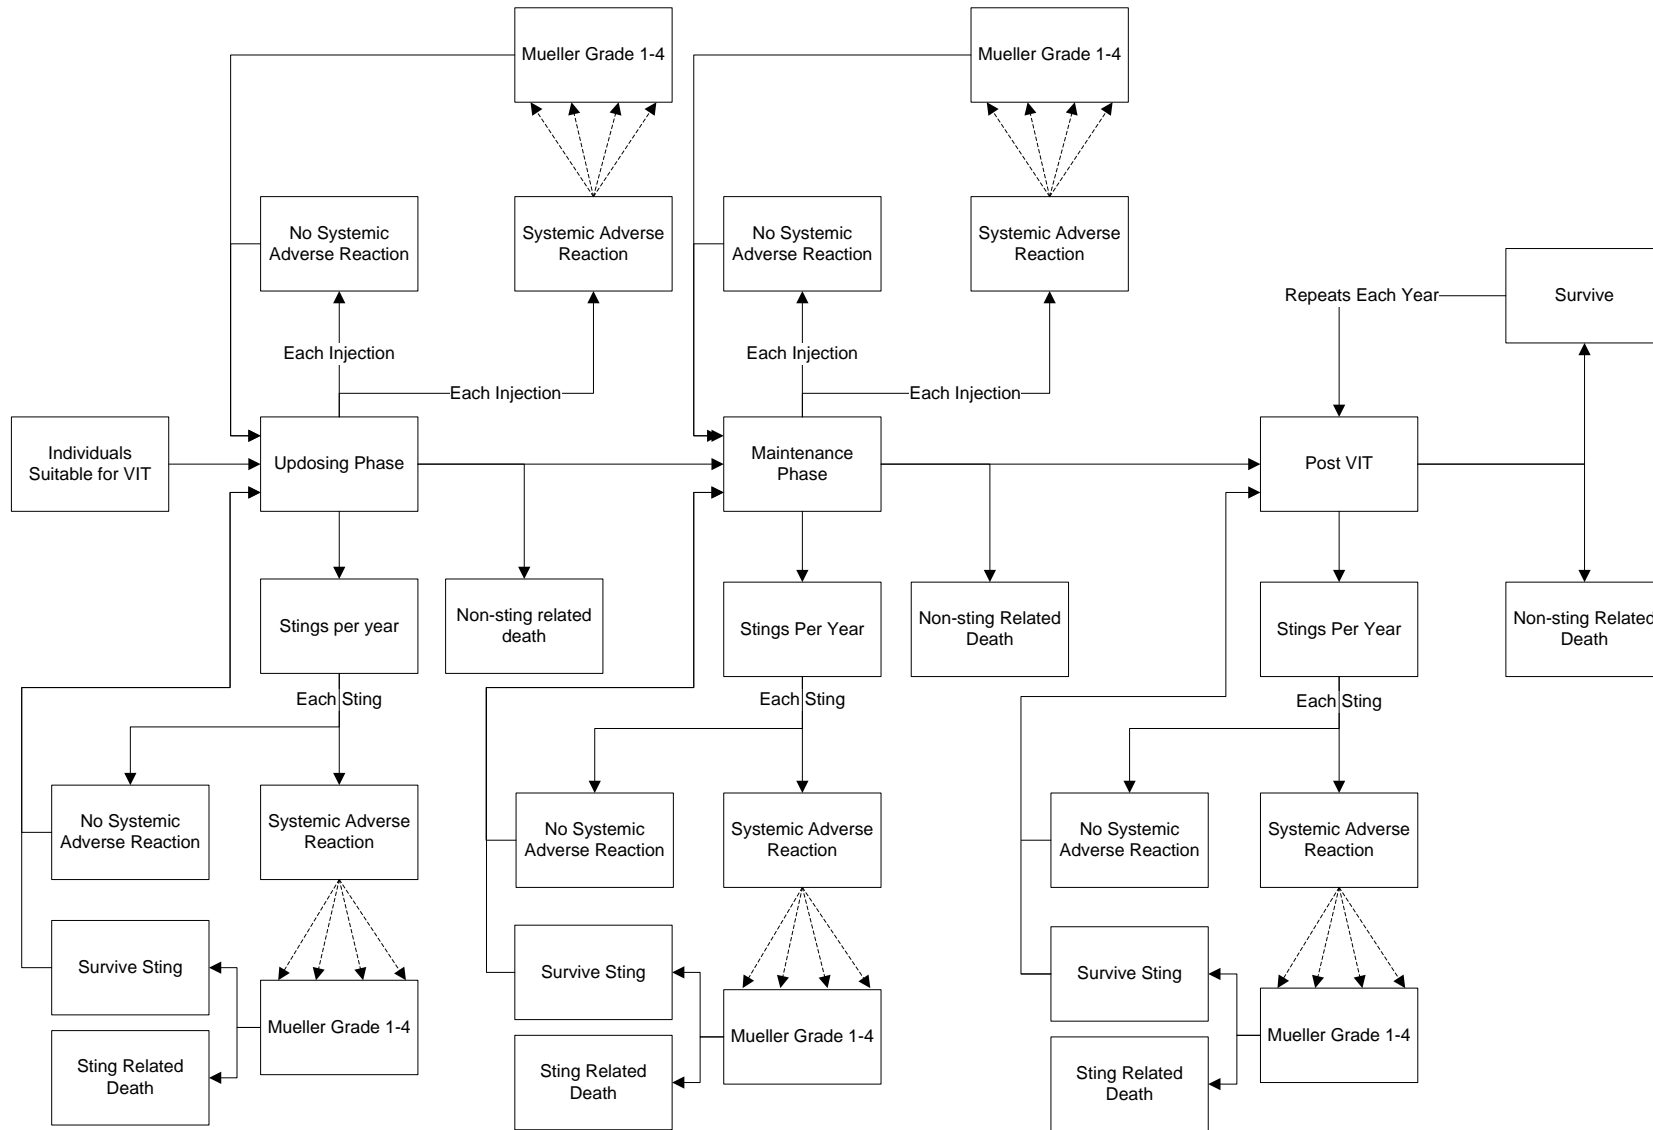 Mueller Grade 1-4
Mueller Grade 1-4
No Systemic
Adverse Reaction
Systemic Adverse
Reaction
No Systemic
Adverse Reaction
Systemic Adverse
Reaction
Repeats Each Year
Survive
Each Injection
Each Injection
Each Injection
Each Injection
Individuals
Suitable for VIT
Updosing Phase
Maintenance
Phase
Post VIT
Stings per year
Non-sting related
death
Stings Per Year
Non-sting Related
Death
Stings Per Year
Non-sting Related
Death
Each Sting
Each Sting
Each Sting
No Systemic
Adverse Reaction
Systemic Adverse
Reaction
No Systemic
Adverse Reaction
Systemic Adverse
Reaction
No Systemic
Adverse Reaction
Systemic Adverse
Reaction
Survive Sting
Survive Sting
Survive Sting
Mueller Grade 1-4
Mueller Grade 1-4
Mueller Grade 1-4
Sting Related
Death
Sting Related
Death
Sting Related
Death